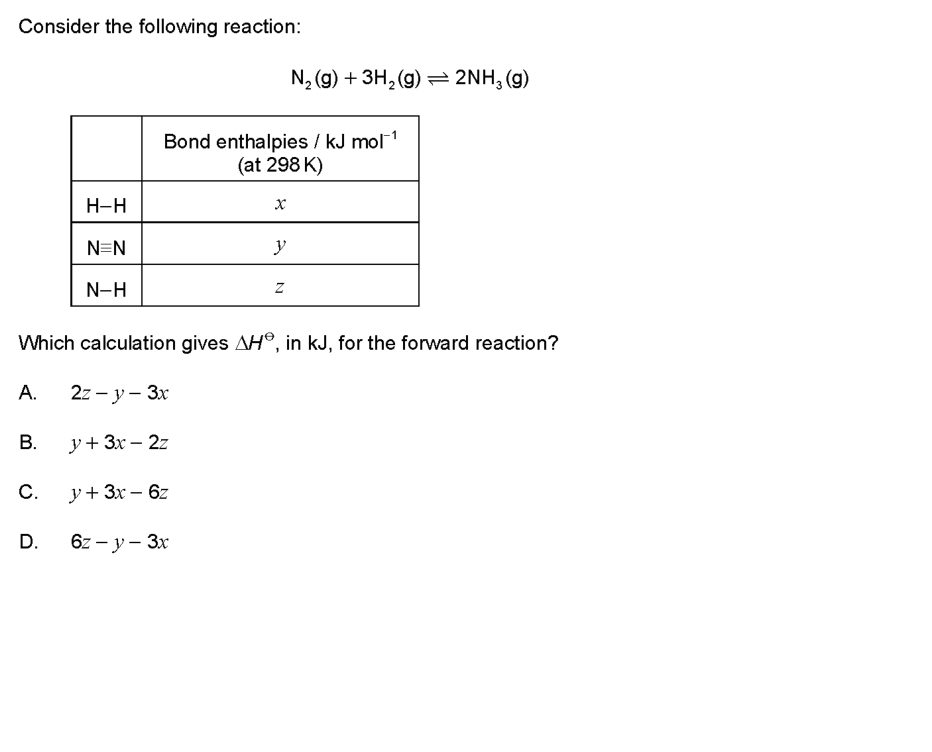 Consider the following reaction:
N₂ (g) + 3H₂ (g) ⇌ 2NH₃ (g)
Bond enthalpies / kJ mol⁻¹
(at 298 K)
H–H x
N≡N y
N–H z
Which calculation gives ΔH⊖, in kJ, for the forward reaction?
A. 2z – y – 3x
B. y + 3x – 2z
C. y + 3x – 6z
D. 6z – y – 3x